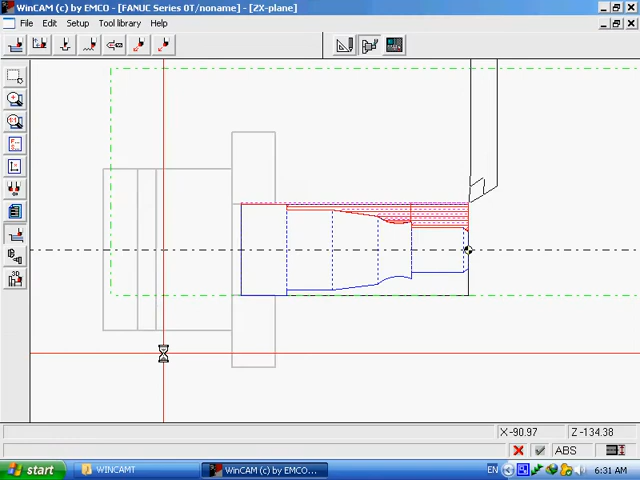 WinCAM (c) by EMCO - [FANUC Series 0T/noname] - [ZX-plane]
File Edit Setup Tool library Help
3D
X-90.97 Z-134.38
ABS
start WINCAMT WinCAM (c) by EMCO... EN 6:31 AM